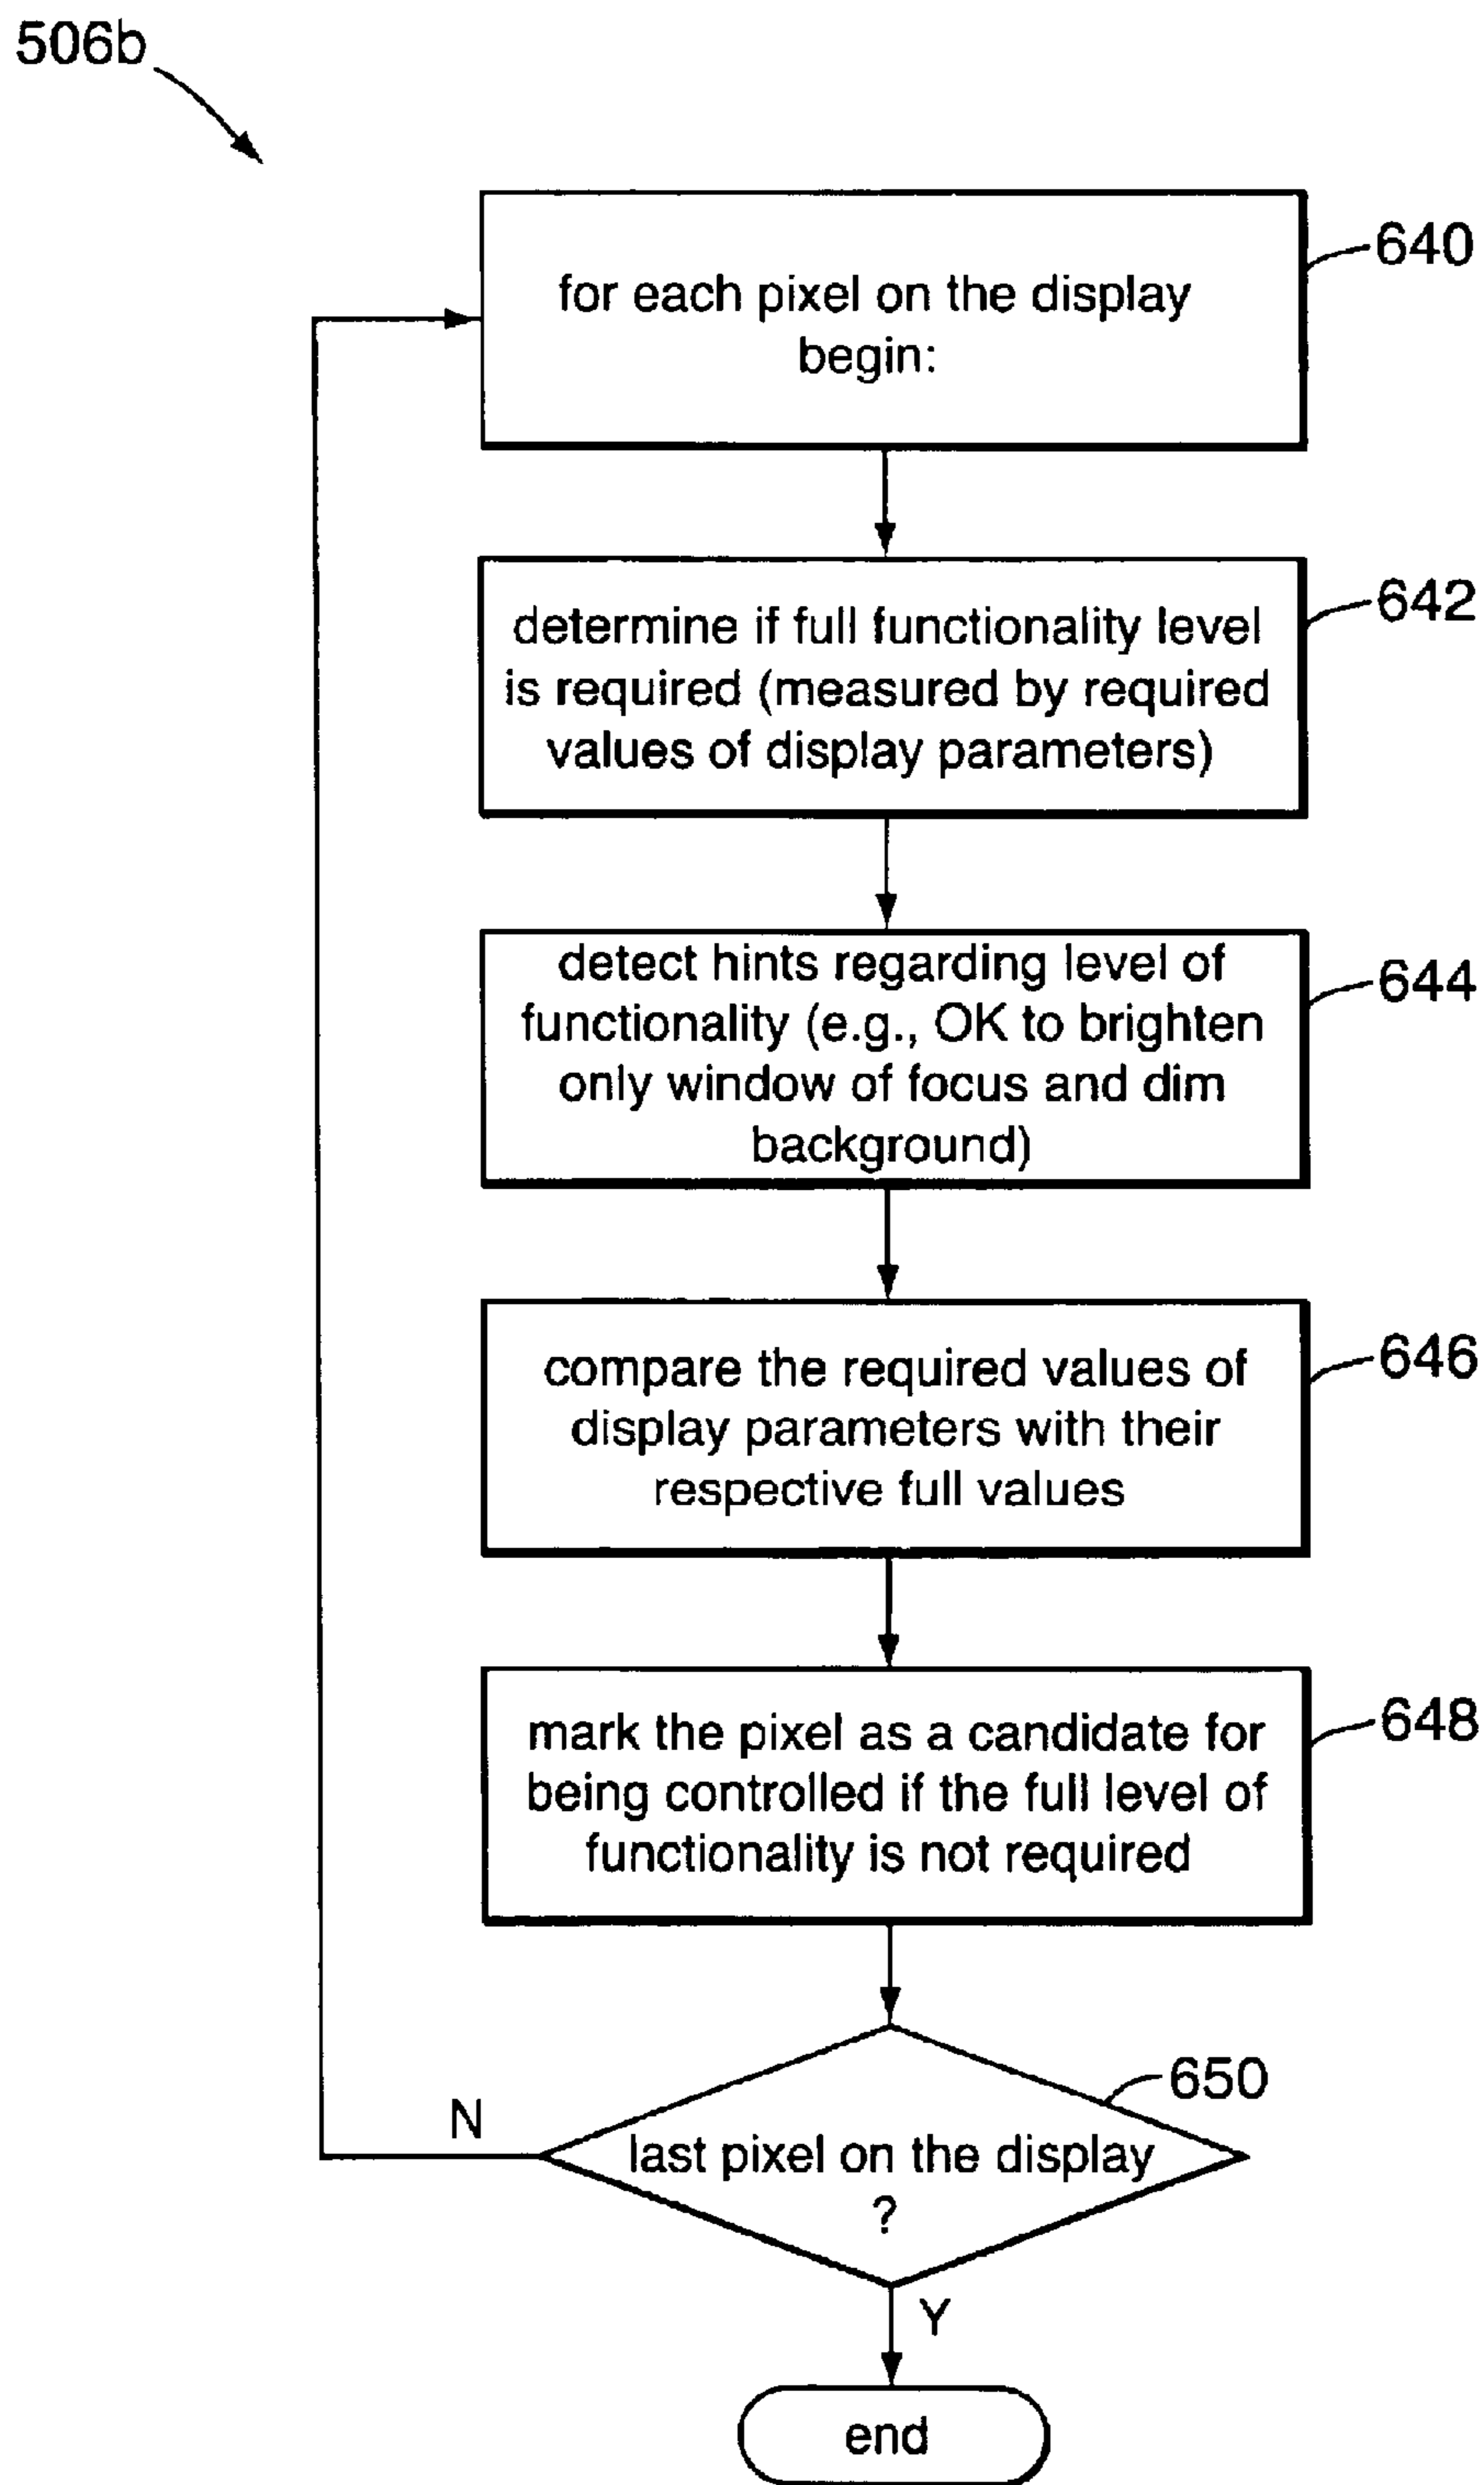 506b
for each pixel on the display
begin:
640
determine if full functionality level
is required (measured by required
values of display parameters)
642
detect hints regarding level of
functionality (e.g., OK to brighten
only window of focus and dim
background)
644
compare the required values of
display parameters with their
respective full values
646
mark the pixel as a candidate for
being controlled if the full level of
functionality is not required
648
650
last pixel on the display
?
N
Y
end